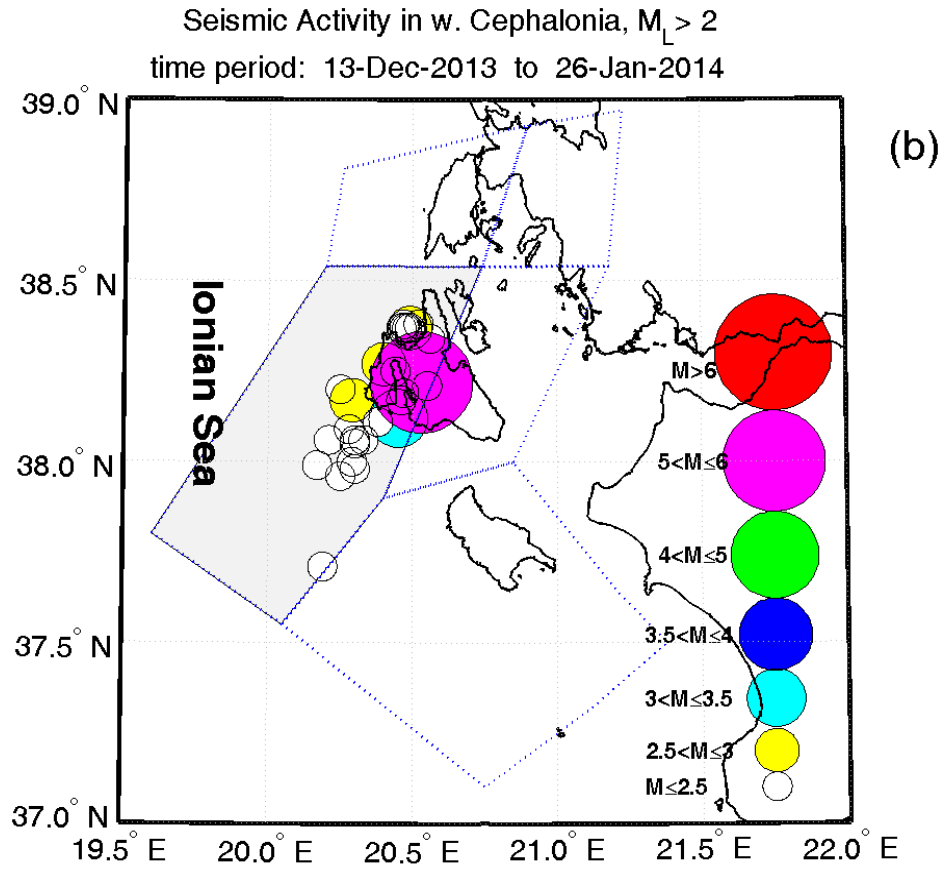 Seismic Activity in w. Cephalonia, M_L > 2
time period: 13-Dec-2013 to 26-Jan-2014
(b)
39.0° N
38.5° N
38.0° N
37.5° N
37.0° N
Ionian Sea
M>6
5<M≤6
4<M≤5
3.5<M≤4
3<M≤3.5
2.5<M≤3
M≤2.5
19.5° E 20.0° E 20.5° E 21.0° E 21.5° E 22.0° E